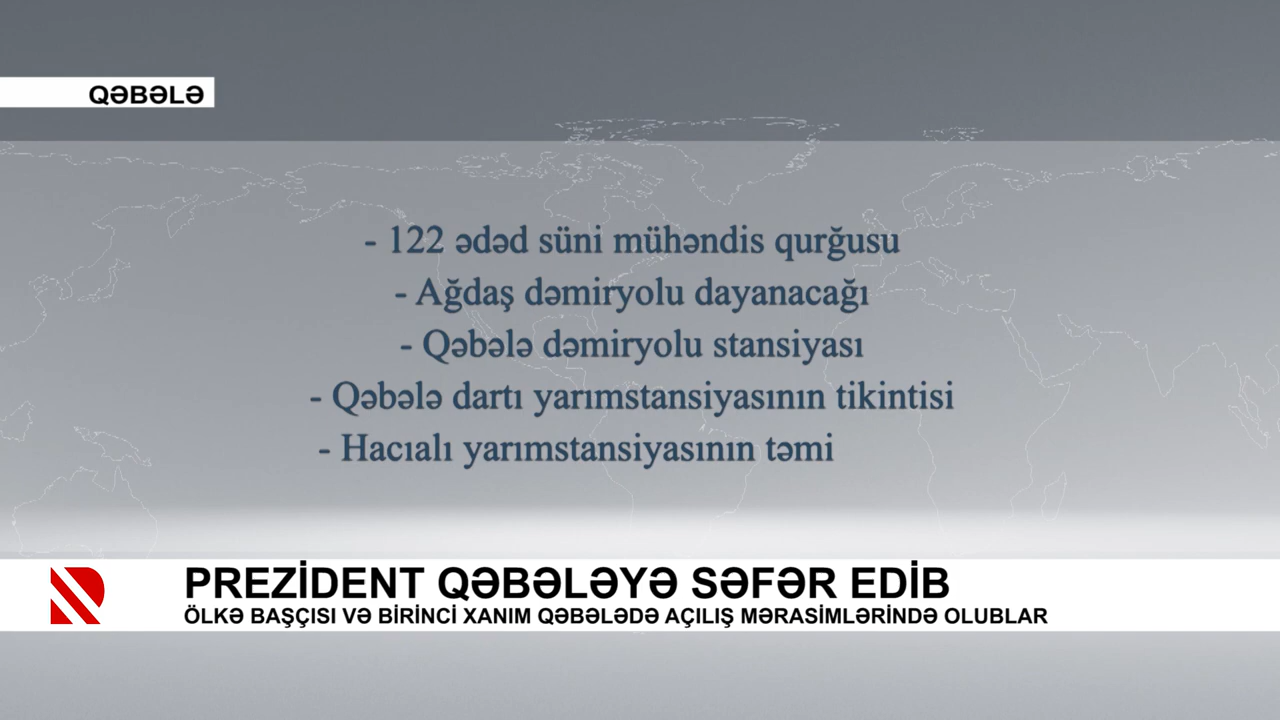 QƏBƏLƏ
- 122 ədəd süni mühəndis qurğusu
- Ağdaş dəmiryolu dayanacağı
- Qəbələ dəmiryolu stansiyası
- Qəbələ dartı yarımstansiyasının tikintisi
- Hacıalı yarımstansiyasının təmi
PREZİDENT QƏBƏLƏYƏ SƏFƏR EDİB
ÖLKƏ BAŞÇISI VƏ BİRİNCİ XANIM QƏBƏLƏDƏ AÇILIŞ MƏRASİMLƏRİNDƏ OLUBLAR